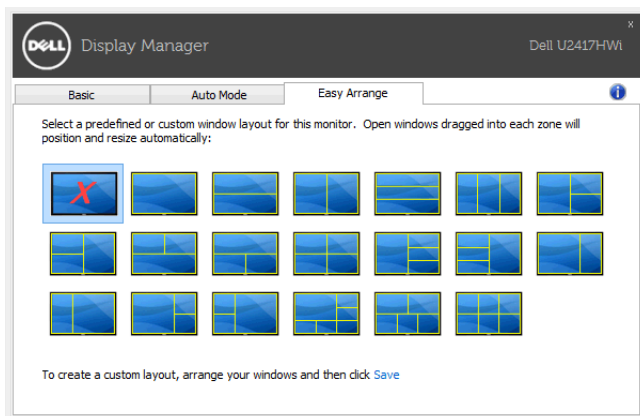 x
DELL Display Manager Dell U2417HWi
Basic Auto Mode Easy Arrange i
Select a predefined or custom window layout for this monitor. Open windows dragged into each zone will
position and resize automatically:
X
To create a custom layout, arrange your windows and then click Save